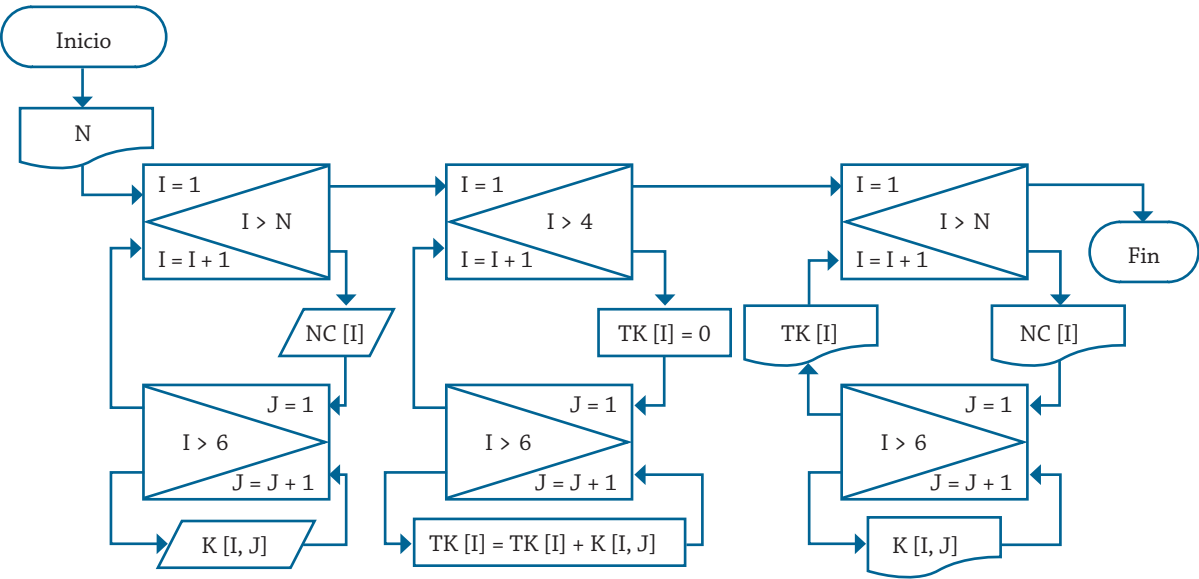 Inicio
N
I = 1
I > N
I = I + 1
NC [I]
J = 1
I > 6
J = J + 1
K [I, J]
I = 1
I > 4
I = I + 1
TK [I] = 0
J = 1
I > 6
J = J + 1
TK [I] = TK [I] + K [I, J]
I = 1
I > N
I = I + 1
NC [I]
J = 1
I > 6
J = J + 1
K [I, J]
TK [I]
Fin